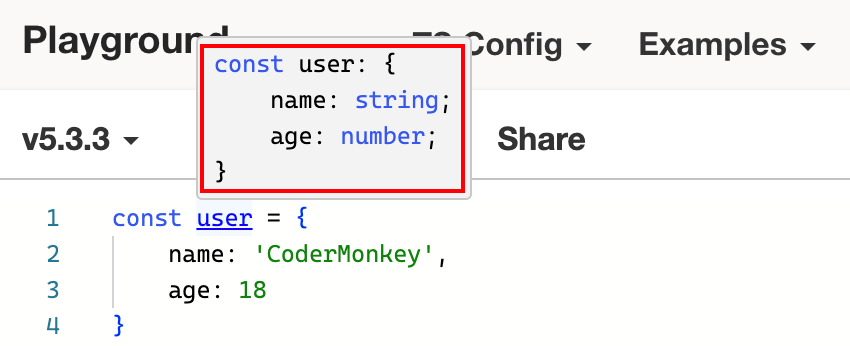 Playground
TS Config Examples
const user: {
name: string;
age: number;
}
v5.3.3 Share
1 const user = {
2 name: 'CoderMonkey',
3 age: 18
4 }